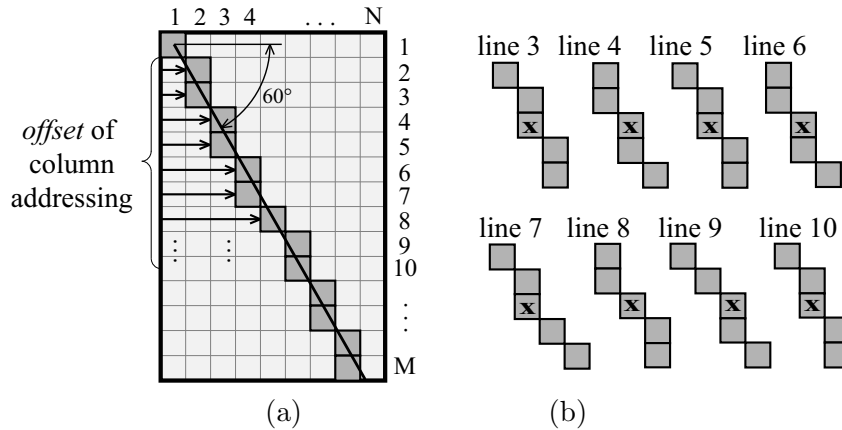 1 2 3 4 . . . N
1
2
3
4
5
6
7
8
9
10
⋮
M
60°
offset of
column
addressing
⋮ ⋮
(a)
line 3 line 4 line 5 line 6
x x x x
line 7 line 8 line 9 line 10
x x x x
(b)